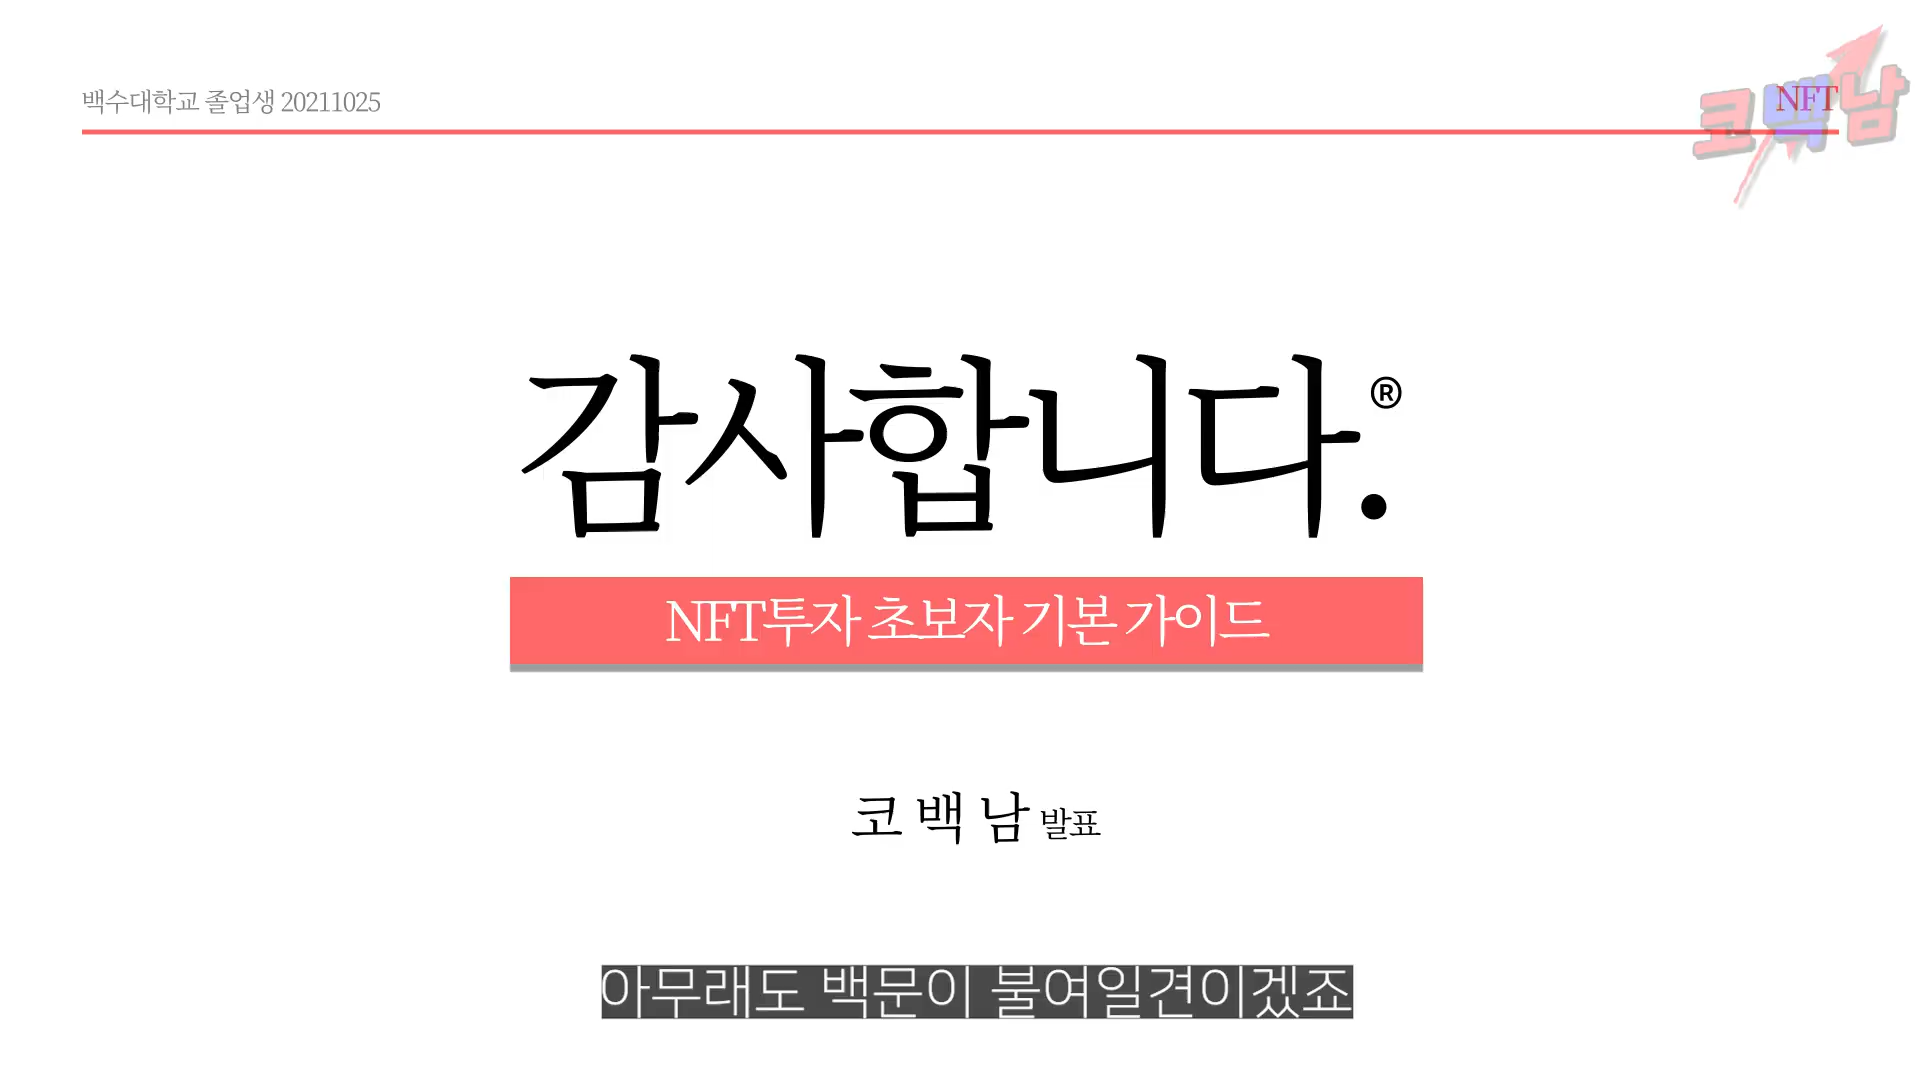 백수대학교 졸업생 20211025
NFT
코백남
감사합니다.®
NFT투자 초보자 기본 가이드
코 백 남 발표
아무래도 백문이 불여일견이겠죠